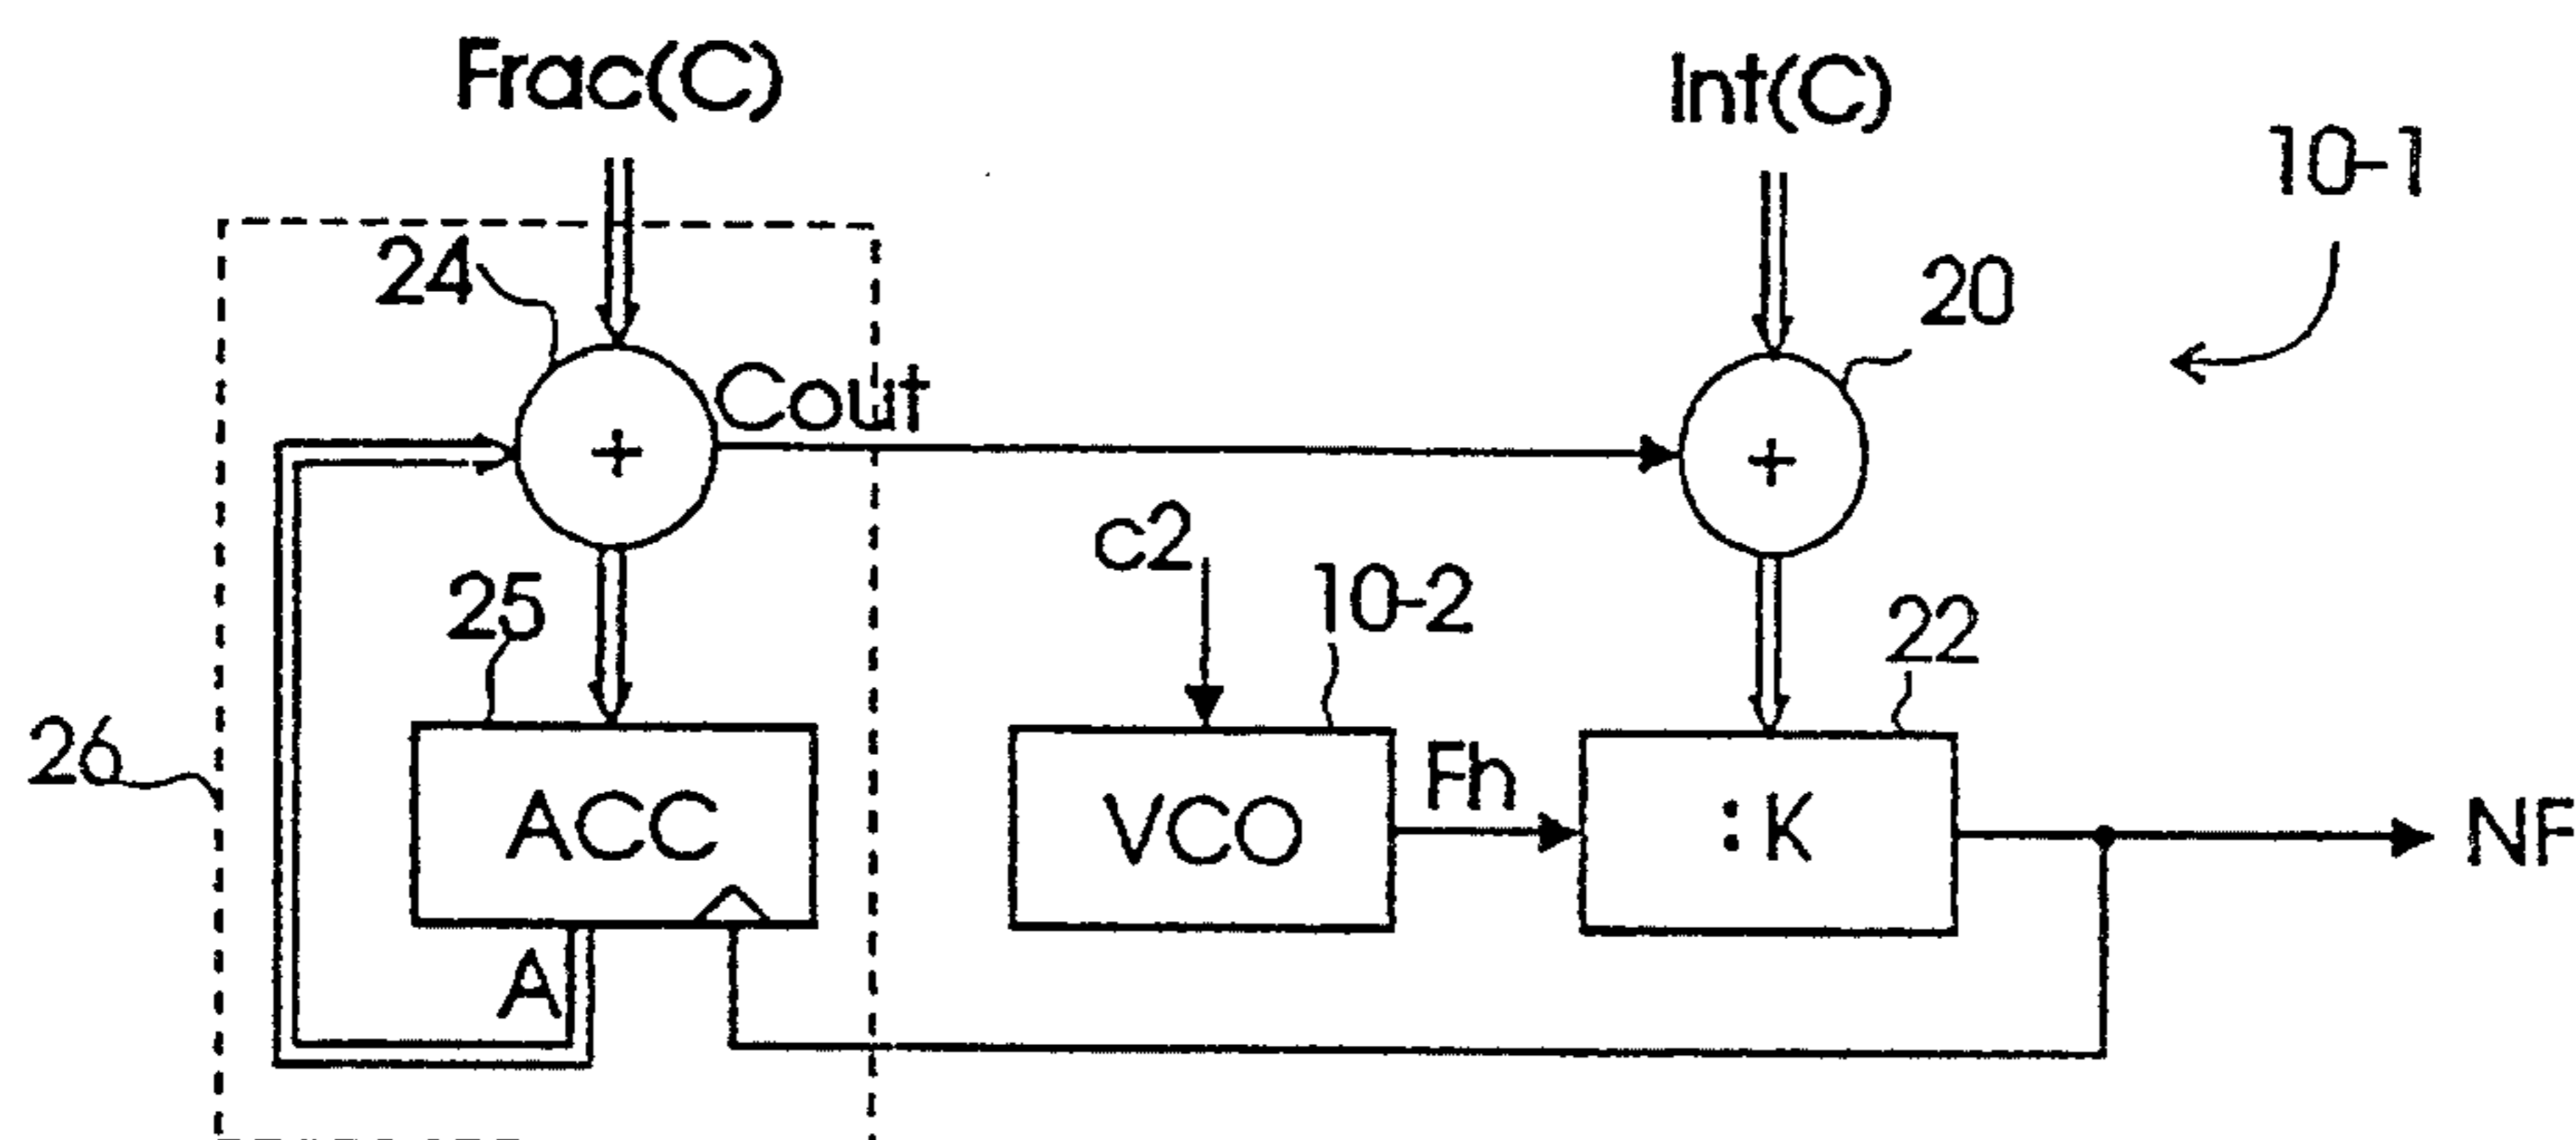 Frac(C)
Int(C)
10-1
24
20
Cout
+
+
c2
10-2
25
22
26
ACC
VCO
Fh
:K
NF
A